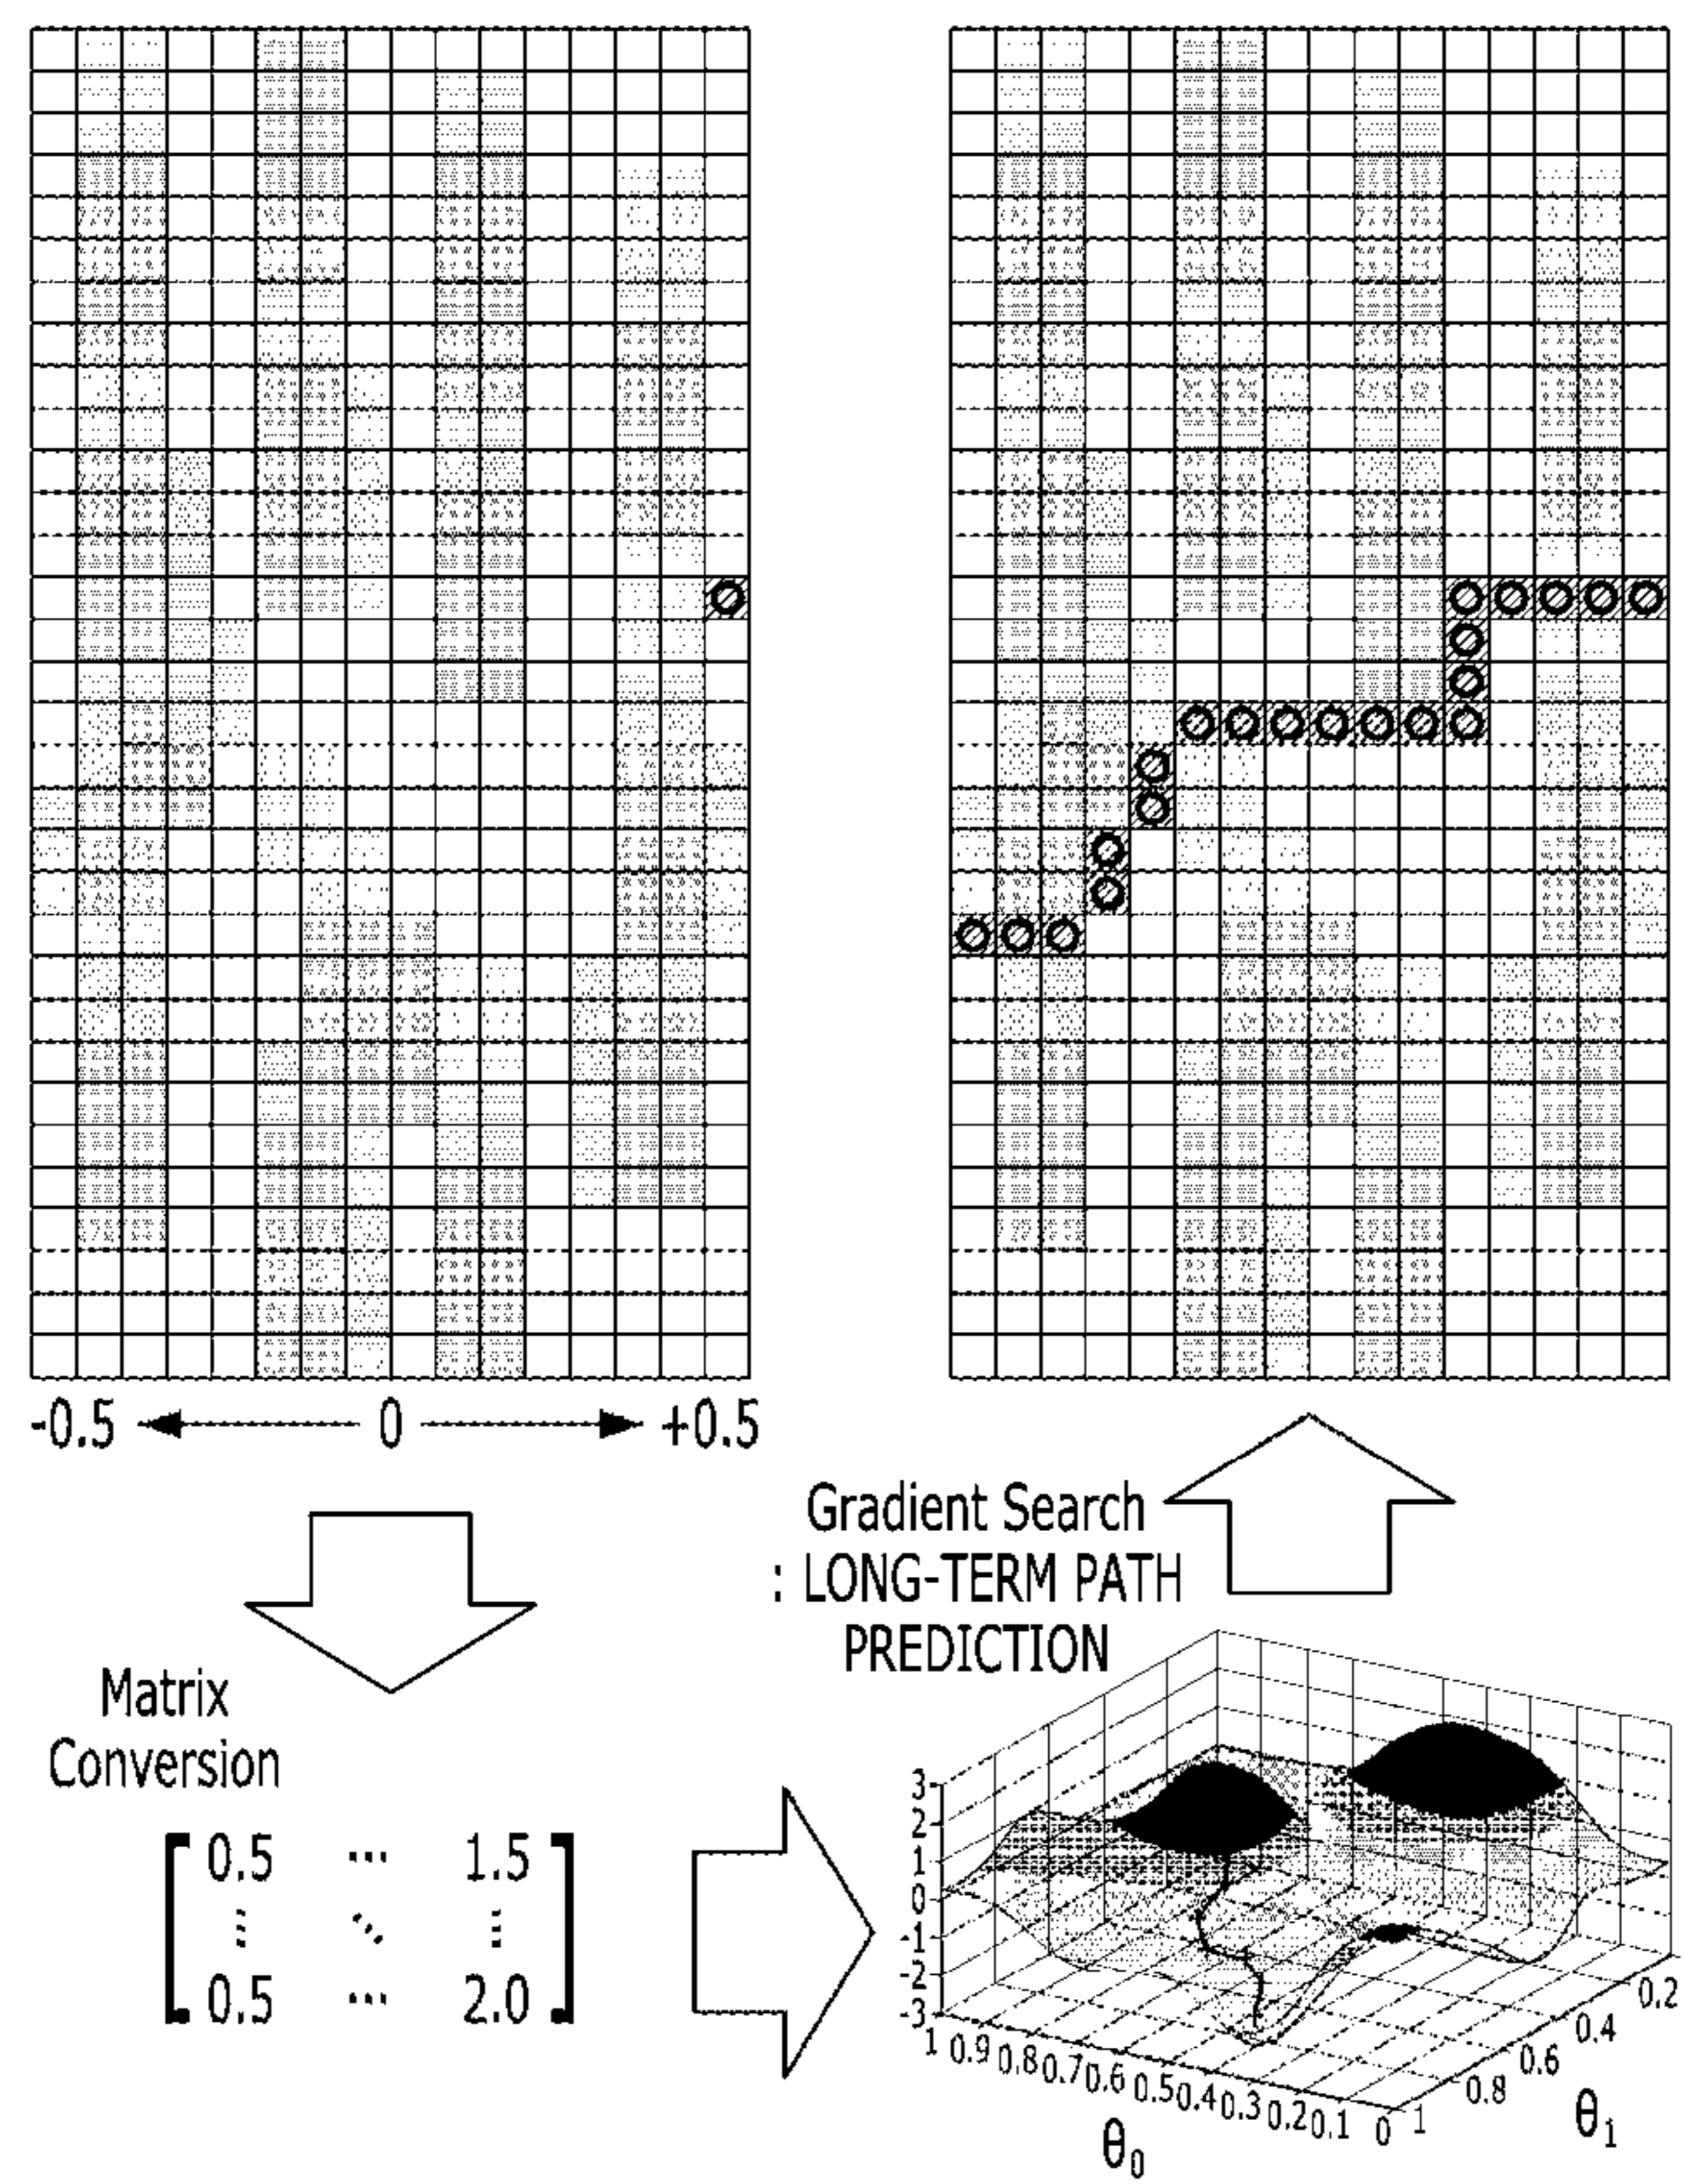 -0.5 0 +0.5
Gradient Search
: LONG-TERM PATH
PREDICTION
Matrix
Conversion
0.5 ... 1.5
⋮ ⋱ ⋮
0.5 ... 2.0
3
2
1
0
-1
-2
-3
1 0.9 0.8 0.7 0.6 0.5 0.4 0.3 0.2 0.1 0
θ0
1 0.8 0.6 0.4 0.2
θ1